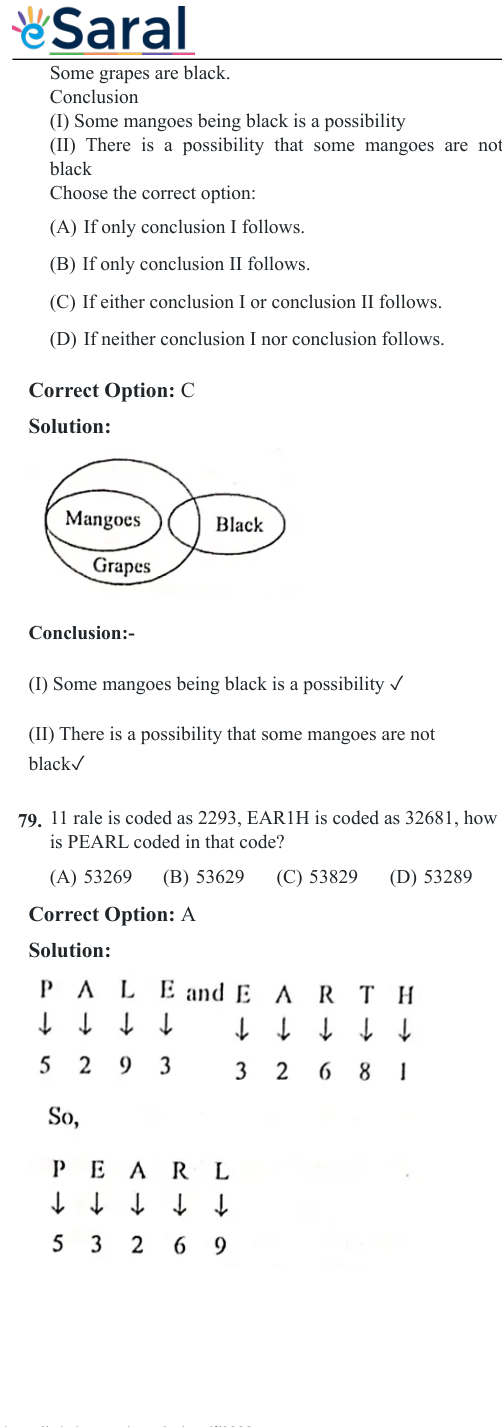 eSaral
Some grapes are black.
Conclusion
(I) Some mangoes being black is a possibility
(II) There is a possibility that some mangoes are not
black
Choose the correct option:
(A) If only conclusion I follows.
(B) If only conclusion II follows.
(C) If either conclusion I or conclusion II follows.
(D) If neither conclusion I nor conclusion follows.
Correct Option: C
Solution:
Mangoes Black
Grapes
Conclusion:-
(I) Some mangoes being black is a possibility ✓
(II) There is a possibility that some mangoes are not
black✓
79. 11 rale is coded as 2293, EAR1H is coded as 32681, how
is PEARL coded in that code?
(A) 53269 (B) 53629 (C) 53829 (D) 53289
Correct Option: A
Solution:
P A L E and E A R T H
↓ ↓ ↓ ↓ ↓ ↓ ↓ ↓ ↓
5 2 9 3 3 2 6 8 1
So,
P E A R L
↓ ↓ ↓ ↓ ↓
5 3 2 6 9